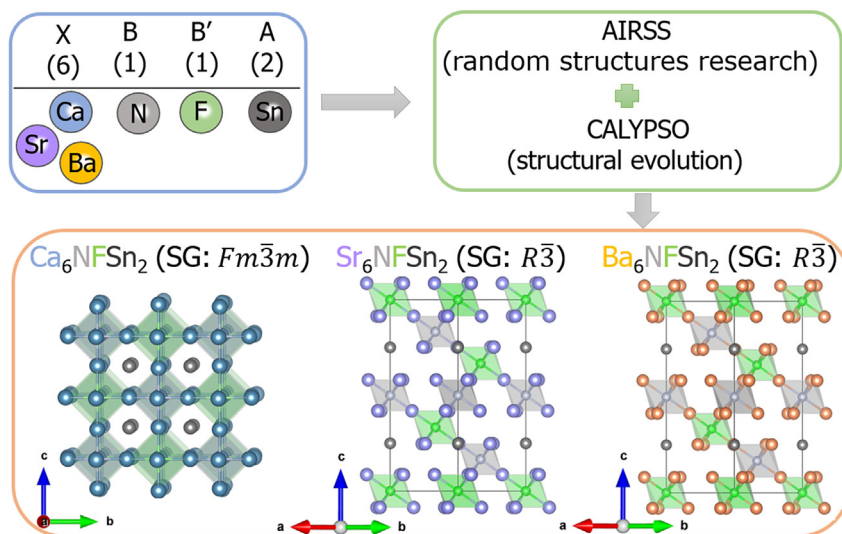 X B B′ A
(6) (1) (1) (2)
Ca N F Sn
Sr
Ba
AIRSS
(random structures research)
CALYPSO
(structural evolution)
Ca₆NFSn₂ (SG: Fm3̅m) Sr₆NFSn₂ (SG: R3̅) Ba₆NFSn₂ (SG: R3̅)
c c c
a b a b a b